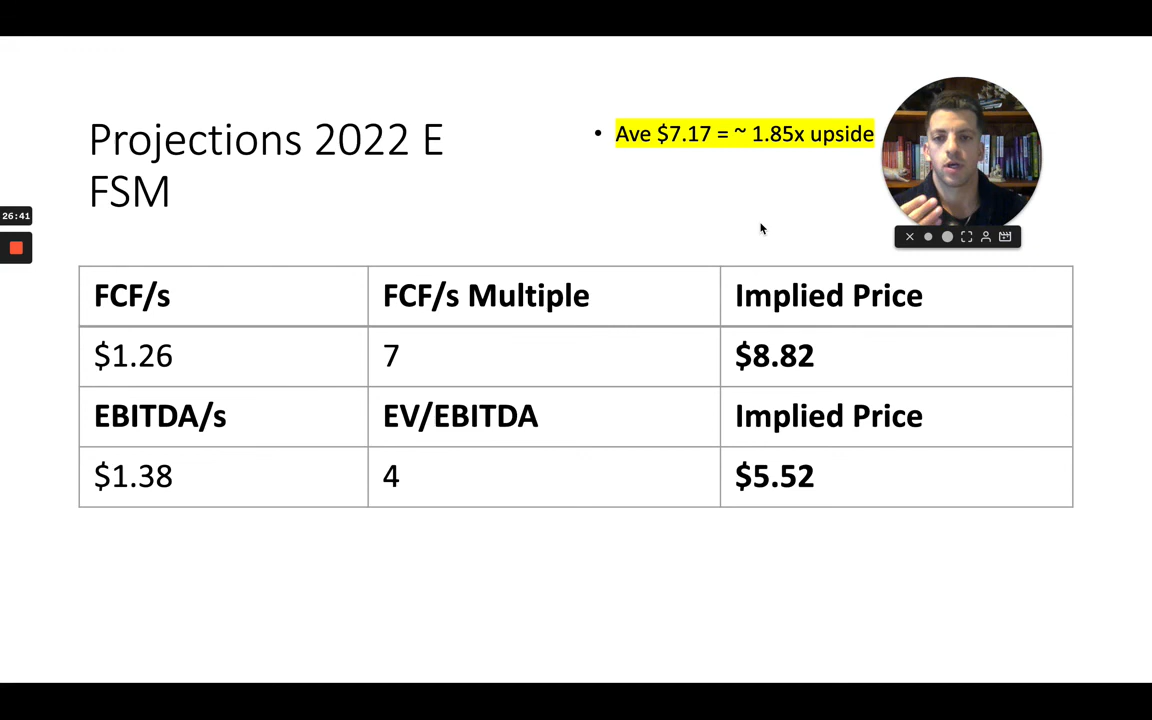 Projections 2022 E
FSM
• Ave $7.17 = ~ 1.85x upside
26:41
FCF/s FCF/s Multiple Implied Price
$1.26 7 $8.82
EBITDA/s EV/EBITDA Implied Price
$1.38 4 $5.52